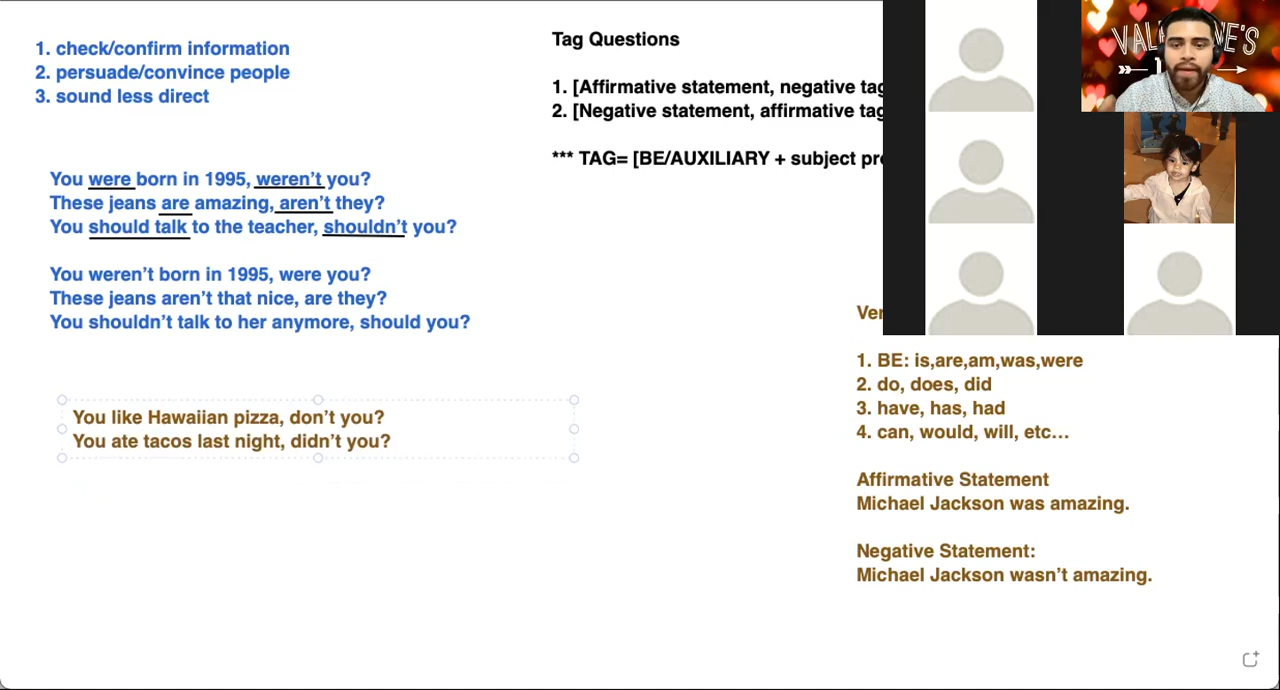 1. check/confirm information
2. persuade/convince people
3. sound less direct
You were born in 1995, weren’t you?
These jeans are amazing, aren’t they?
You should talk to the teacher, shouldn’t you?
You weren’t born in 1995, were you?
These jeans aren’t that nice, are they?
You shouldn’t talk to her anymore, should you?
You like Hawaiian pizza, don’t you?
You ate tacos last night, didn’t you?
Tag Questions
1. [Affirmative statement, negative tag
2. [Negative statement, affirmative tag
*** TAG= [BE/AUXILIARY + subject
1. BE: is,are,am,was,were
2. do, does, did
3. have, has, had
4. can, would, will, etc...
Affirmative Statement
Michael Jackson was amazing.
Negative Statement:
Michael Jackson wasn’t amazing.